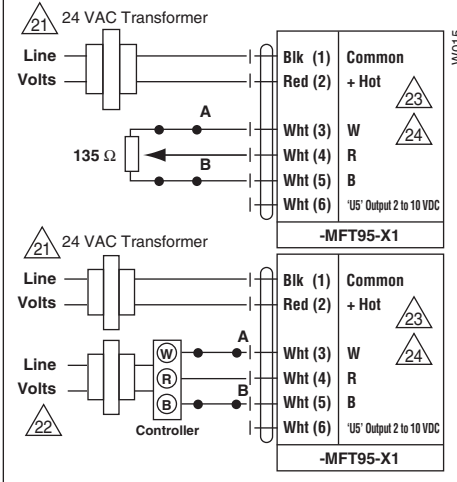 21 24 VAC Transformer
Line
Volts
Blk (1) Common
Red (2) + Hot
23
A
Wht (3) W
24
135 Ω
Wht (4) R
B
Wht (5) B
Wht (6) 'U5' Output 2 to 10 VDC
-MFT95-X1
W015
21 24 VAC Transformer
Line
Volts
Blk (1) Common
Red (2) + Hot
23
A
W
Wht (3) W
24
Line
Volts
R
Wht (4) R
B
B
Wht (5) B
22
Controller
Wht (6) 'U5' Output 2 to 10 VDC
-MFT95-X1